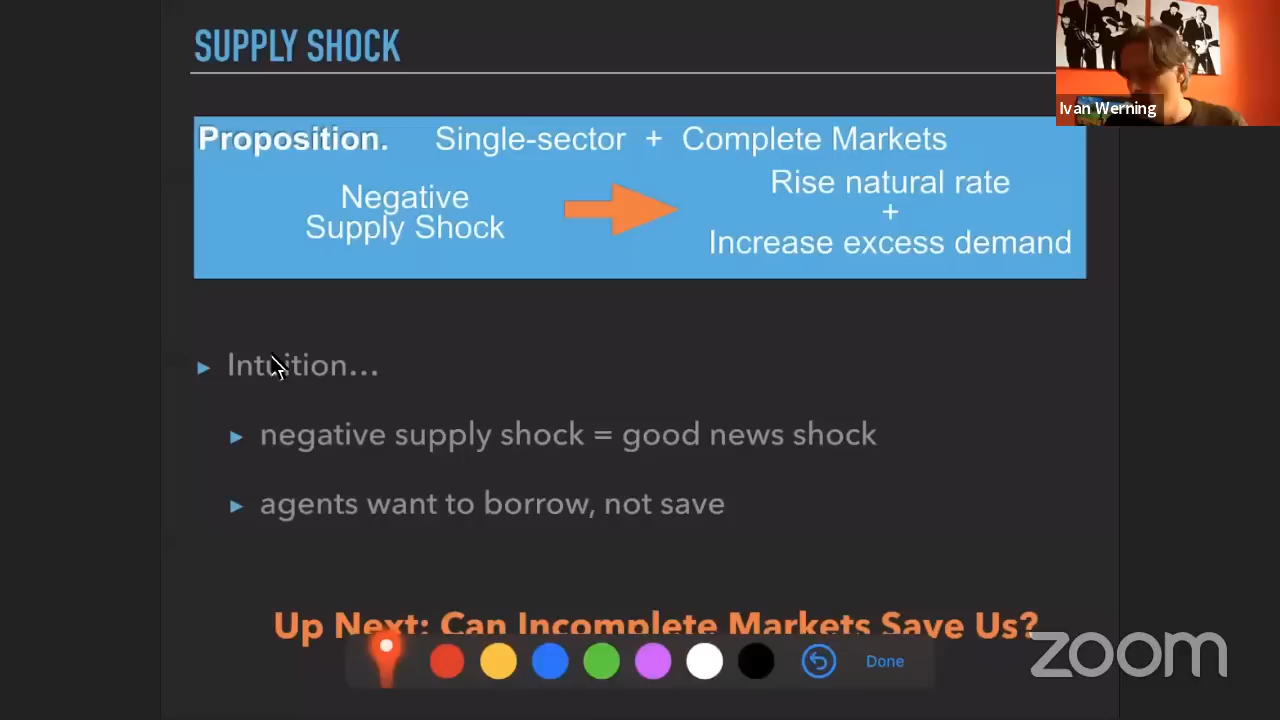 SUPPLY SHOCK
Ivan Werning
Proposition. Single-sector + Complete Markets
Negative
Supply Shock
Rise natural rate
+
Increase excess demand
▸ Intuition...
▸ negative supply shock = good news shock
▸ agents want to borrow, not save
Up Next: Can Incomplete Markets Save Us?
zoom
Done